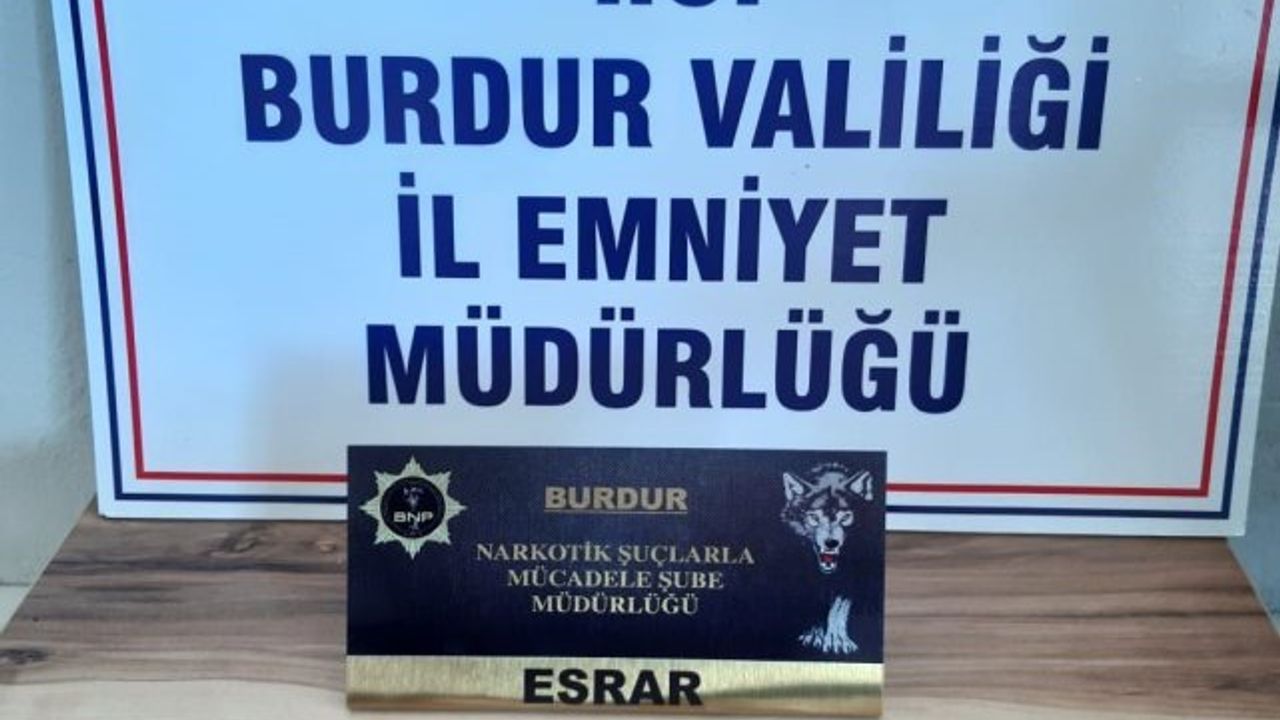 BURDUR VALİLİĞİ
İL EMNİYET
MÜDÜRLÜĞÜ
BURDUR
BNP
NARKOTİK ŞUÇLARLA
MÜCADELE ŞUBE
MÜDÜRLÜĞÜ
ESRAR